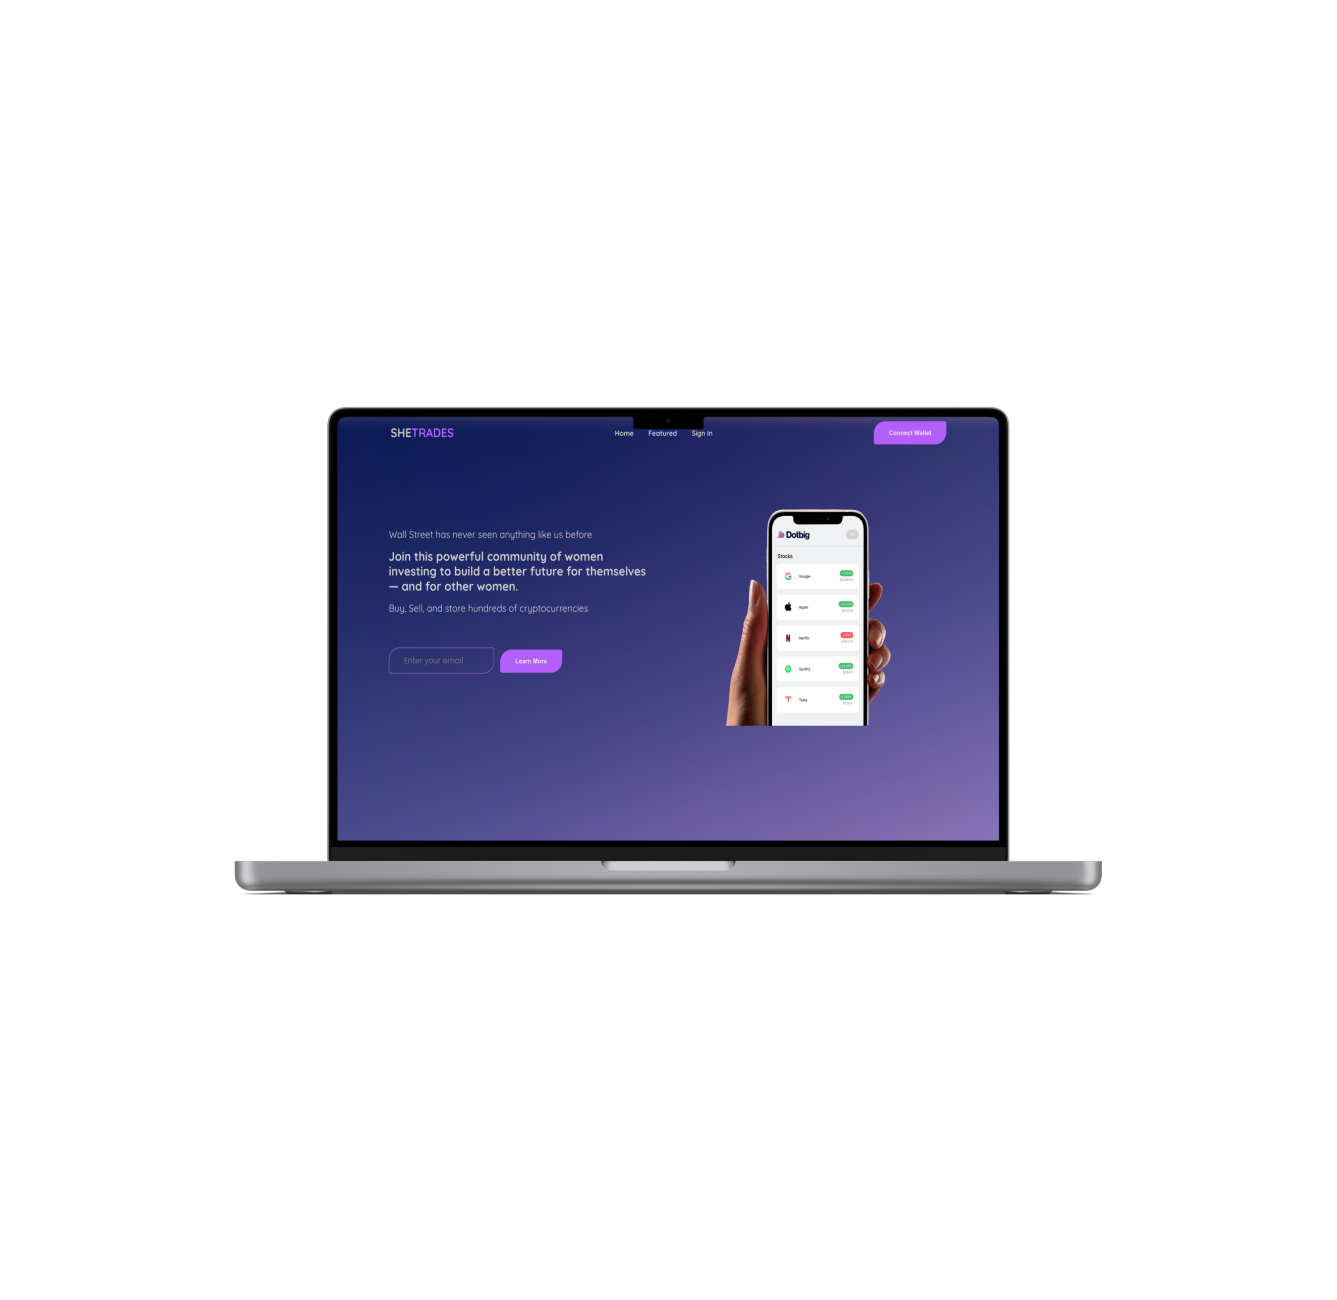 SHETRADES
Home Featured Sign In
Connect Wallet
Wall Street has never seen anything like us before
Join this powerful community of women
investing to build a better future for themselves
— and for other women.
Buy, Sell, and store hundreds of cryptocurrencies
Enter your email
Learn More
Dotbig
Stocks
Google
Apple
Netflix
Spotify
Tesla